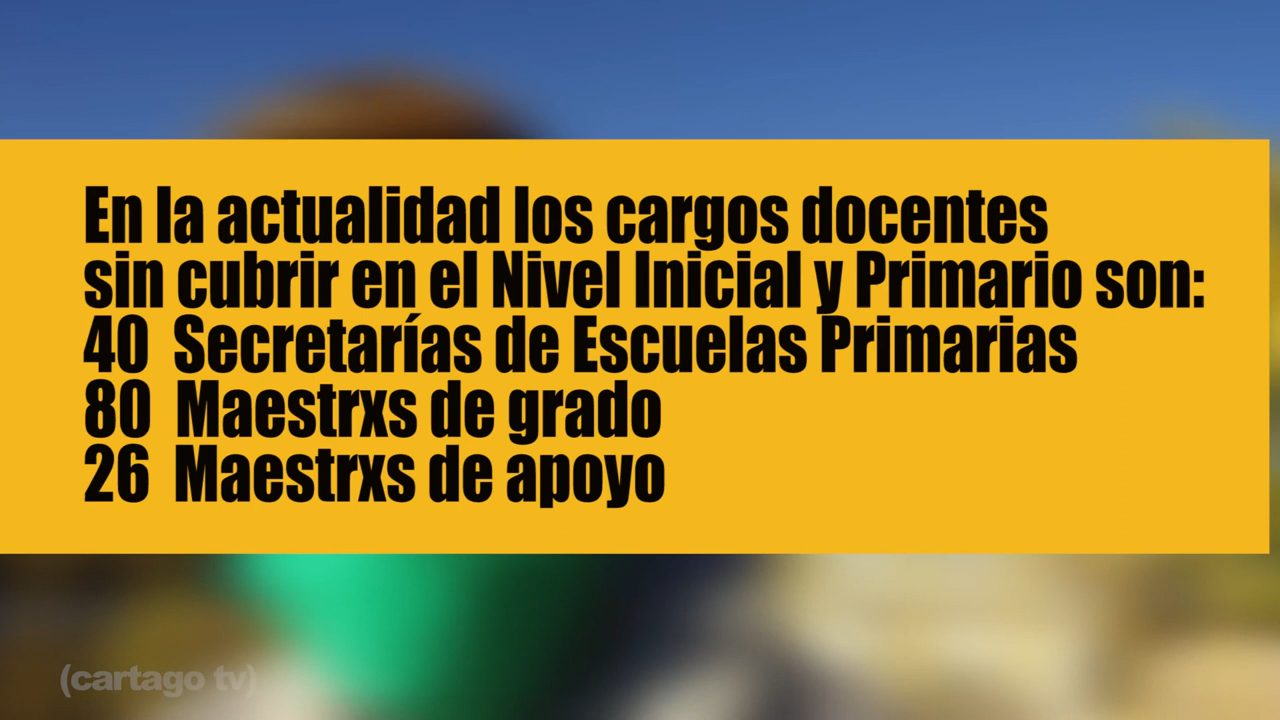 En la actualidad los cargos docentes
sin cubrir en el Nivel Inicial y Primario son:
40 Secretarías de Escuelas Primarias
80 Maestrxs de grado
26 Maestrxs de apoyo
(cartago tv)